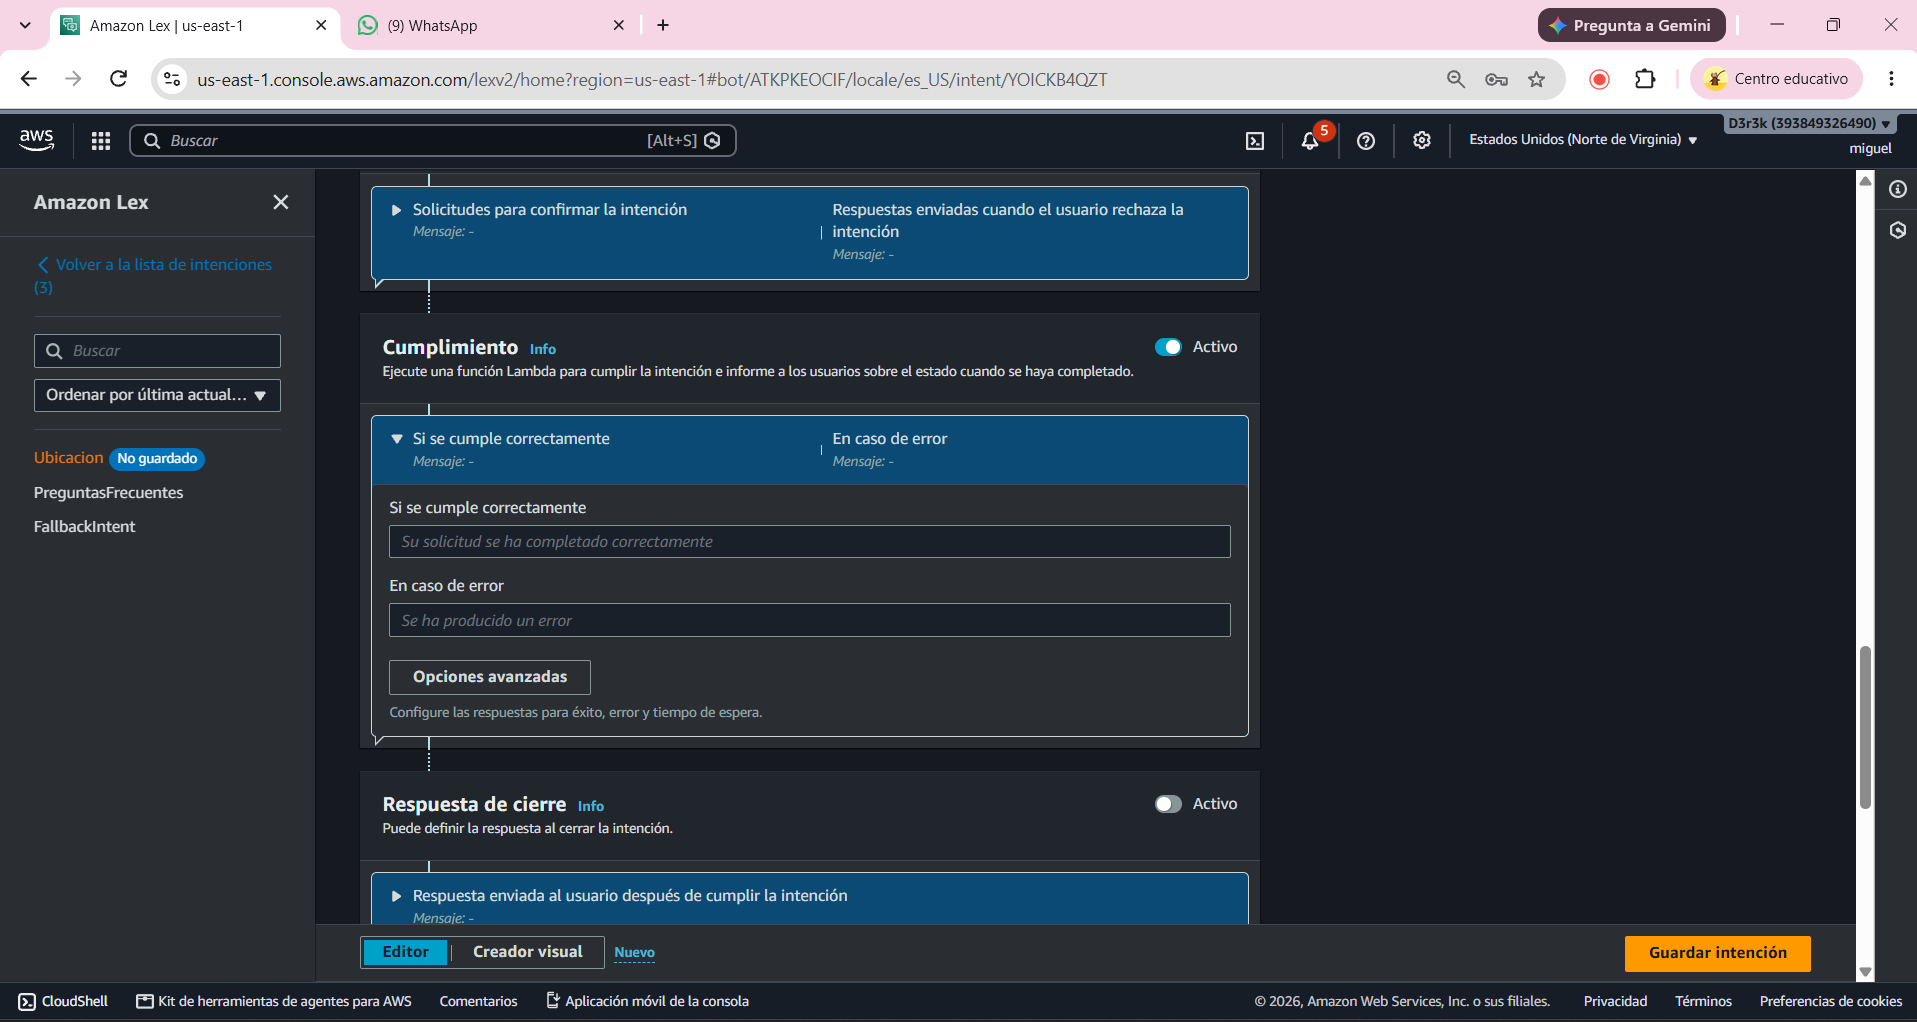 Amazon Lex | us-east-1
(9) WhatsApp
Pregunta a Gemini
us-east-1.console.aws.amazon.com/lexv2/home?region=us-east-1#bot/ATKPKEOCIF/locale/es_US/intent/YOICKB4QZT
Centro educativo
aws
Buscar
[Alt+S]
5
Estados Unidos (Norte de Virginia)
D3r3k (393849326490)
miguel
Amazon Lex
Volver a la lista de intenciones
(3)
Buscar
Ordenar por última actual...
Ubicacion No guardado
PreguntasFrecuentes
FallbackIntent
Solicitudes para confirmar la intención
Mensaje: -
Respuestas enviadas cuando el usuario rechaza la
intención
Mensaje: -
Cumplimiento Info
Activo
Ejecute una función Lambda para cumplir la intención e informe a los usuarios sobre el estado cuando se haya completado.
Si se cumple correctamente
Mensaje: -
En caso de error
Mensaje: -
Si se cumple correctamente
Su solicitud se ha completado correctamente
En caso de error
Se ha producido un error
Opciones avanzadas
Configure las respuestas para éxito, error y tiempo de espera.
Respuesta de cierre Info
Activo
Puede definir la respuesta al cerrar la intención.
Respuesta enviada al usuario después de cumplir la intención
Mensaje: -
Editor
Creador visual
Nuevo
Guardar intención
CloudShell
Kit de herramientas de agentes para AWS
Comentarios
Aplicación móvil de la consola
© 2026, Amazon Web Services, Inc. o sus filiales.
Privacidad
Términos
Preferencias de cookies